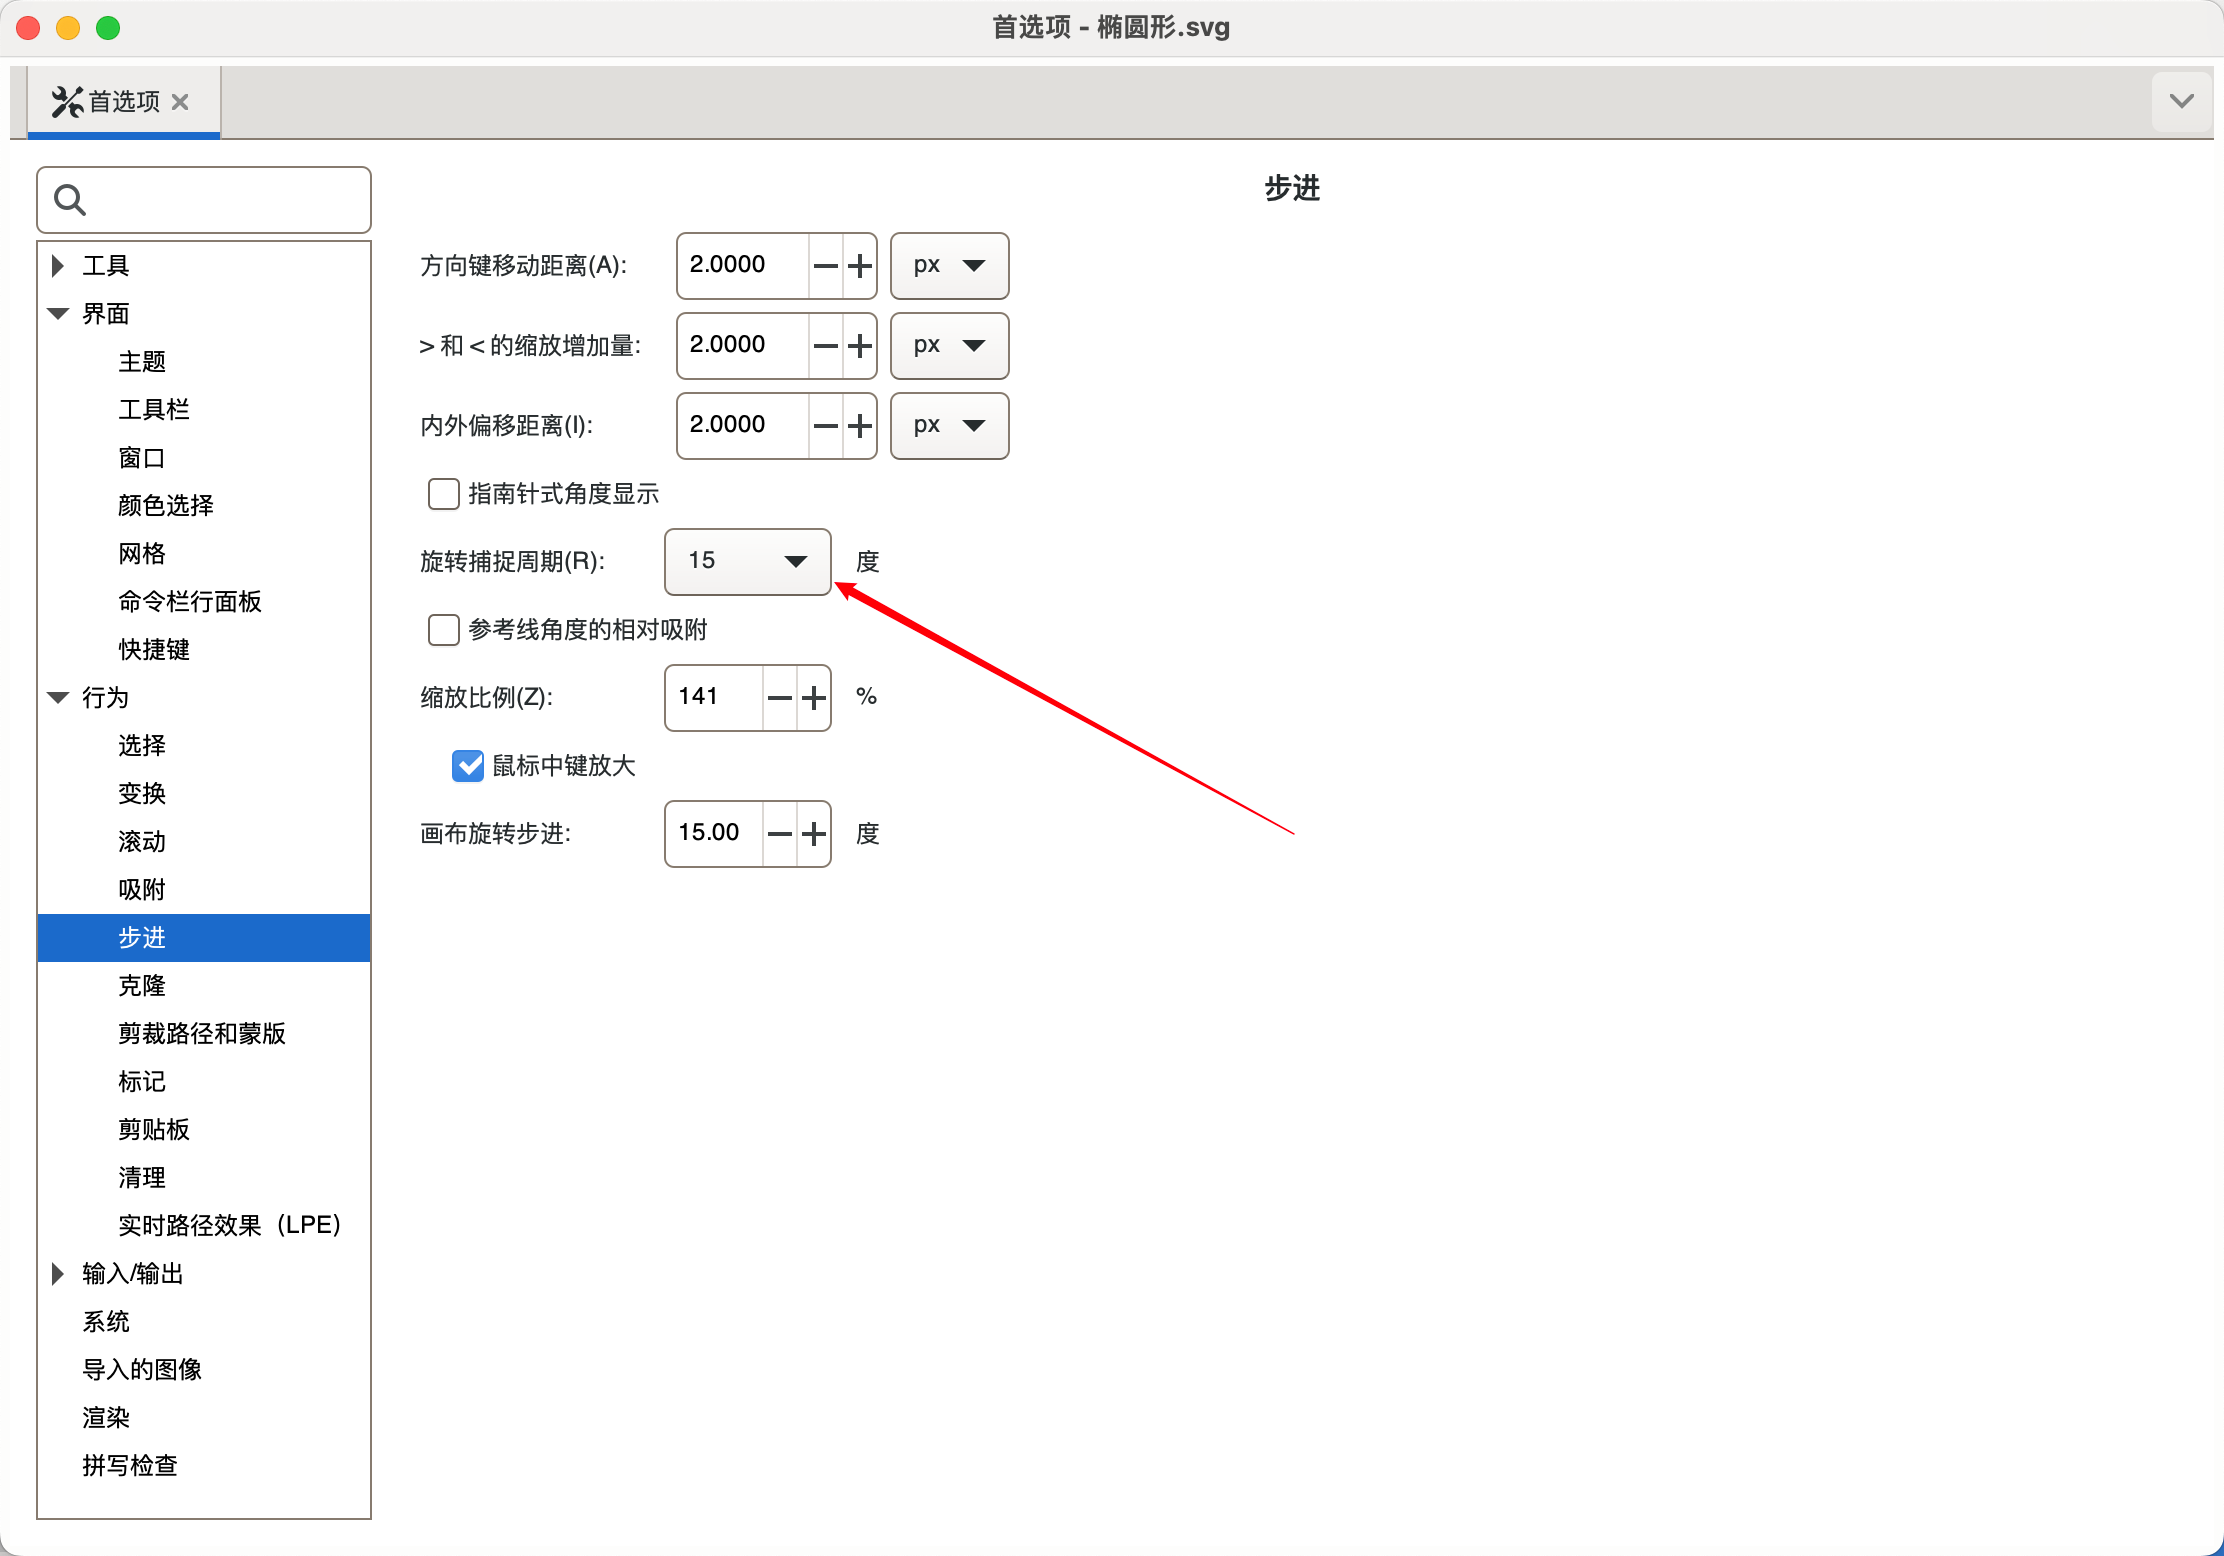 首选项 - 椭圆形.svg
首选项
工具
界面
主题
工具栏
窗口
颜色选择
网格
命令栏行面板
快捷键
行为
选择
变换
滚动
吸附
步进
克隆
剪裁路径和蒙版
标记
剪贴板
清理
实时路径效果（LPE）
输入/输出
系统
导入的图像
渲染
拼写检查
步进
方向键移动距离(A): 2.0000 px
> 和 < 的缩放增加量: 2.0000 px
内外偏移距离(I): 2.0000 px
指南针式角度显示
旋转捕捉周期(R): 15 度
参考线角度的相对吸附
缩放比例(Z): 141 %
鼠标中键放大
画布旋转步进: 15.00 度